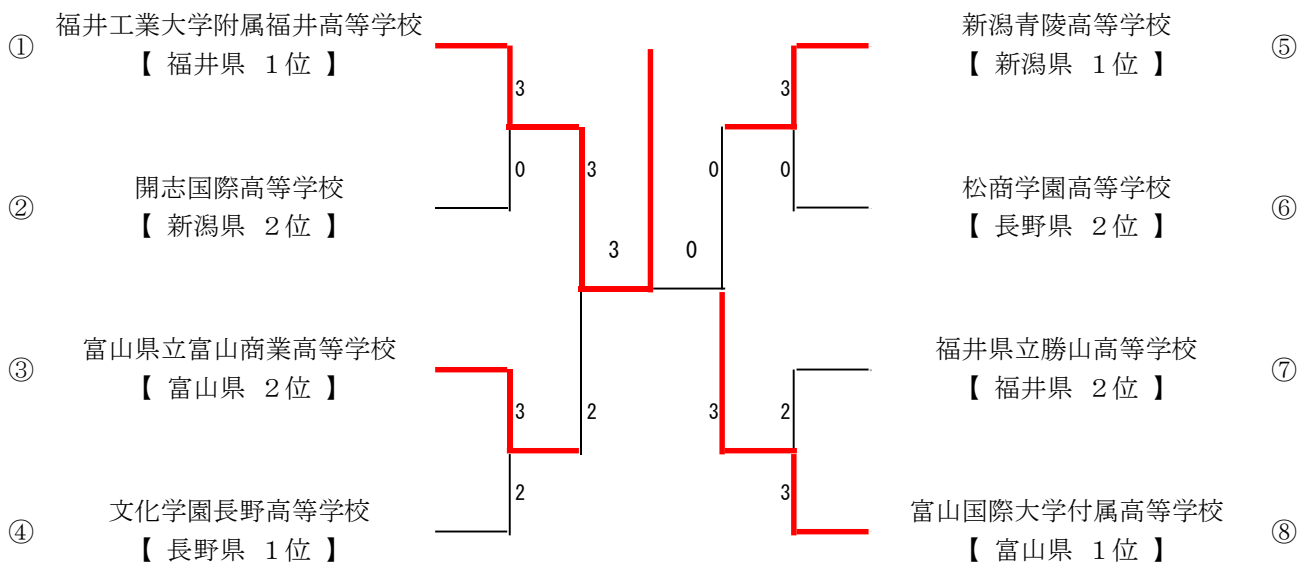 ① 福井工業大学附属福井高等学校
【 福井県 1位 】
3
0
② 開志国際高等学校
【 新潟県 2位 】
3
3
③ 富山県立富山商業高等学校
【 富山県 2位 】
3
2
2
④ 文化学園長野高等学校
【 長野県 1位 】
新潟青陵高等学校 ⑤
【 新潟県 1位 】
3
0
0
松商学園高等学校 ⑥
【 長野県 2位 】
0
福井県立勝山高等学校 ⑦
【 福井県 2位 】
3
2
3
富山国際大学付属高等学校 ⑧
【 富山県 1位 】